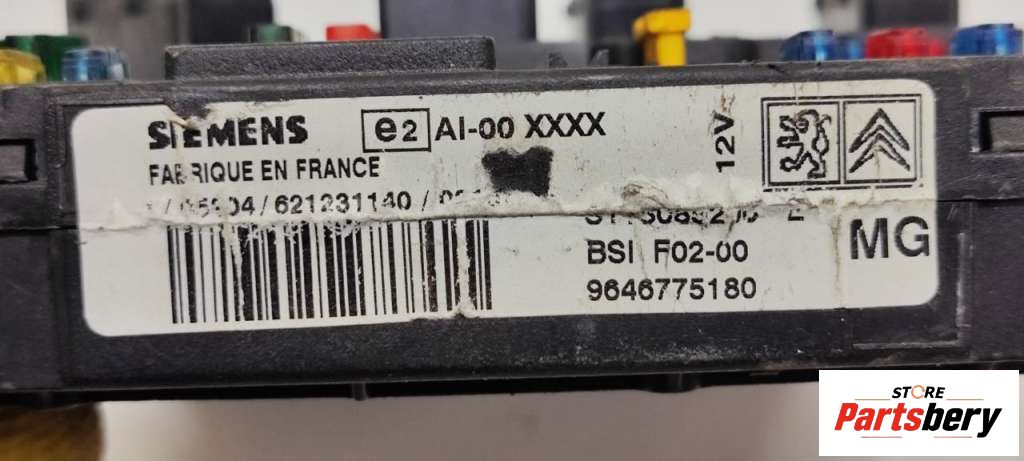 SIEMENS e2 AI-00 XXXX
12V
FABRIQUE EN FRANCE
/621231140/
BSI F02-00
MG
9646775180
STORE
Partsbery